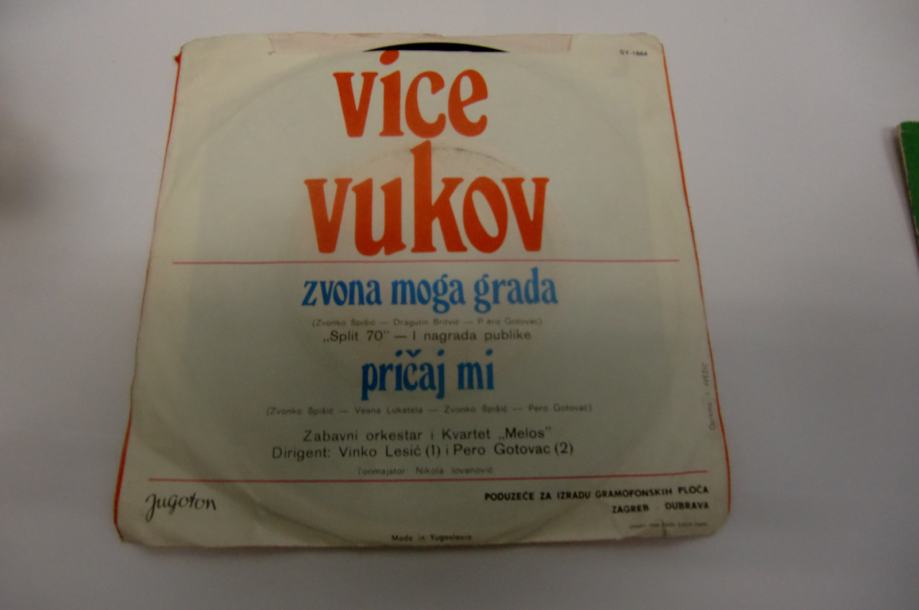 SY-1664
vice
vukov
zvona moga grada
(Zvonko Špišić — Dragutin Britvić — Pero Gotovac)
„Split 70” — I nagrada publike
pričaj mi
(Zvonko Špišić — Vesna Lukatela — Zvonko Špišić — Pero Gotovac)
Zabavni orkestar i Kvartet „Melos”
Dirigent: Vinko Lesić (1) i Pero Gotovac (2)
Tonmajstor: Nikola Jovanović
Jugoton
PODUZEĆE ZA IZRADU GRAMOFONSKIH PLOČA
ZAGREB - DUBRAVA
Made in Yugoslavia